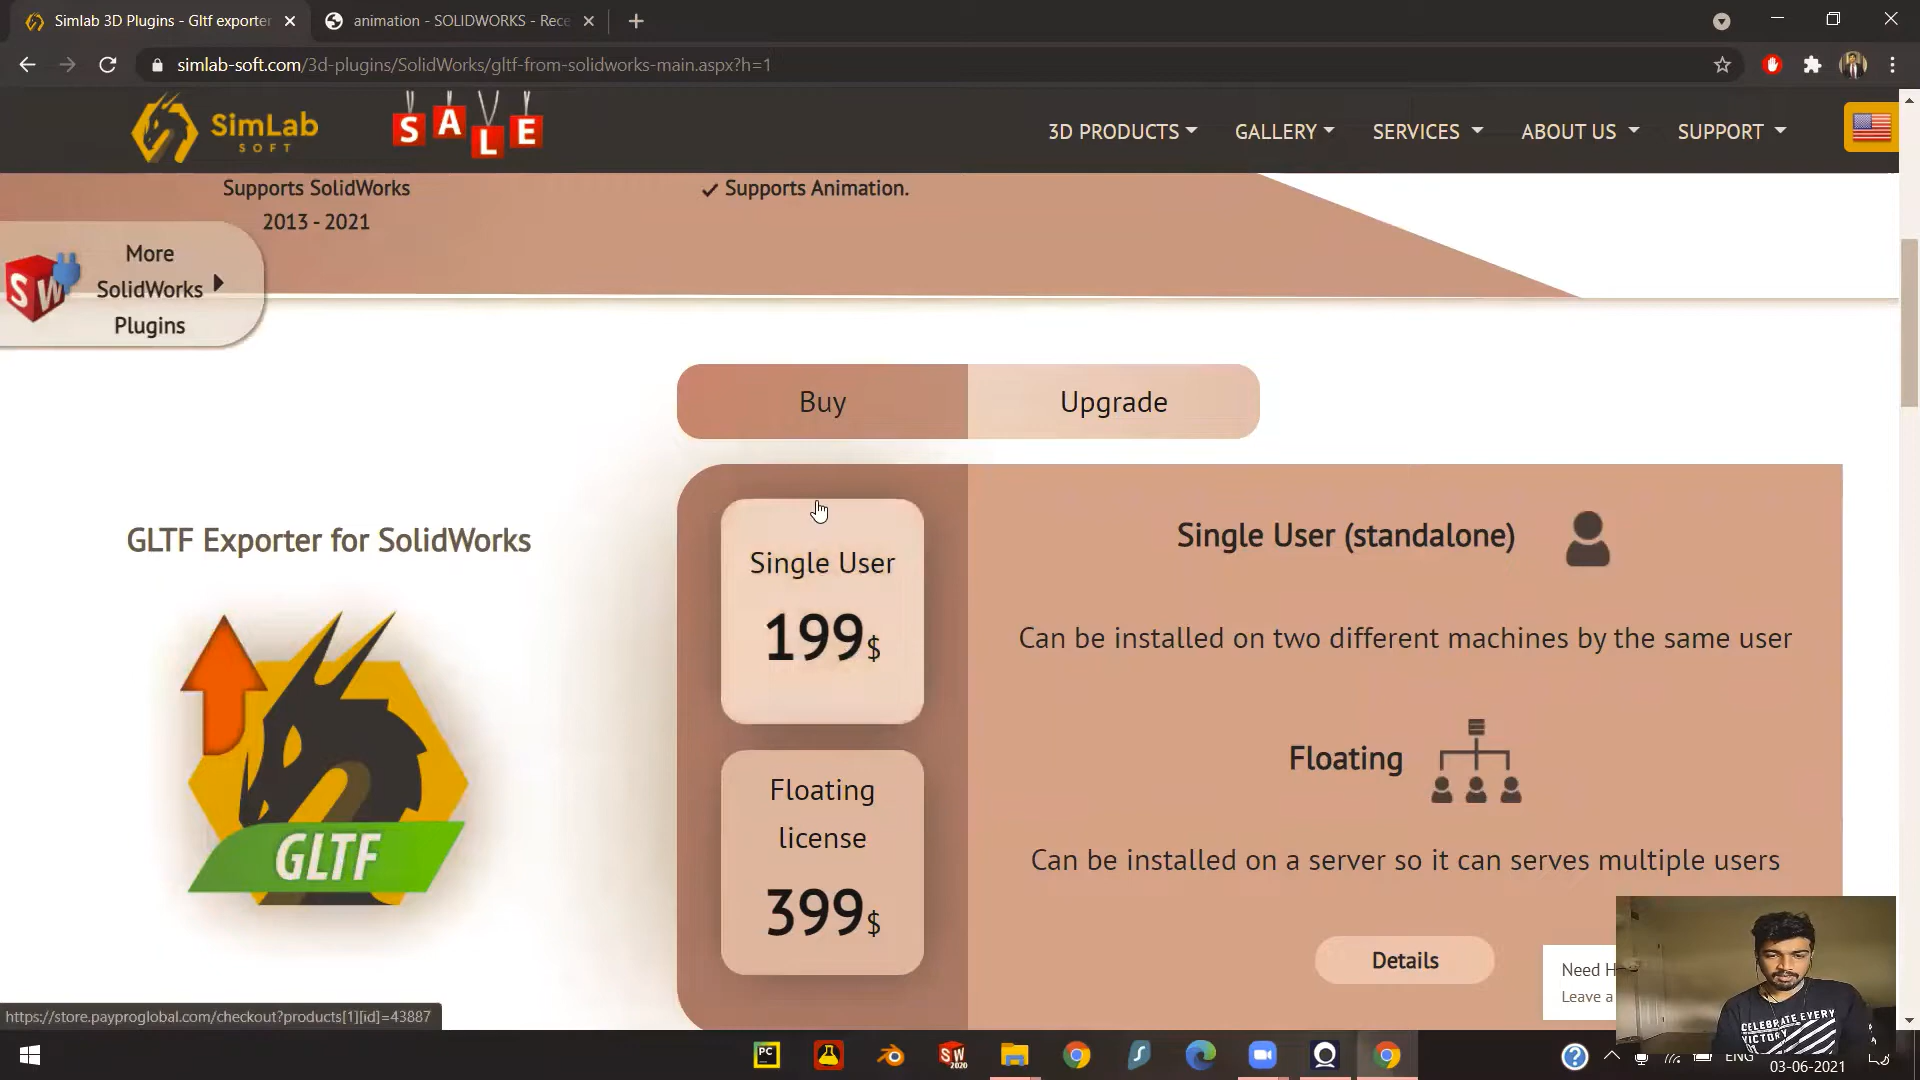 Simlab 3D Plugins - Gltf exporter
animation - SOLIDWORKS - Rece
simlab-soft.com/3d-plugins/SolidWorks/gltf-from-solidworks-main.aspx?h=1
SimLab
SOFT
SALE
3D PRODUCTS
GALLERY
SERVICES
ABOUT US
SUPPORT
Supports SolidWorks
2013 - 2021
✓ Supports Animation.
More
SolidWorks
Plugins
SW
Buy
Upgrade
GLTF Exporter for SolidWorks
GLTF
Single User
199$
Floating
license
399$
Single User (standalone)
Can be installed on two different machines by the same user
Floating
Can be installed on a server so it can serves multiple users
Details
Need H
Leave a
CELEBRATE EVERY
VICTORY
https://store.payproglobal.com/checkout?products[1][id]=43887
PC
SW
2020
ENG
03-06-2021